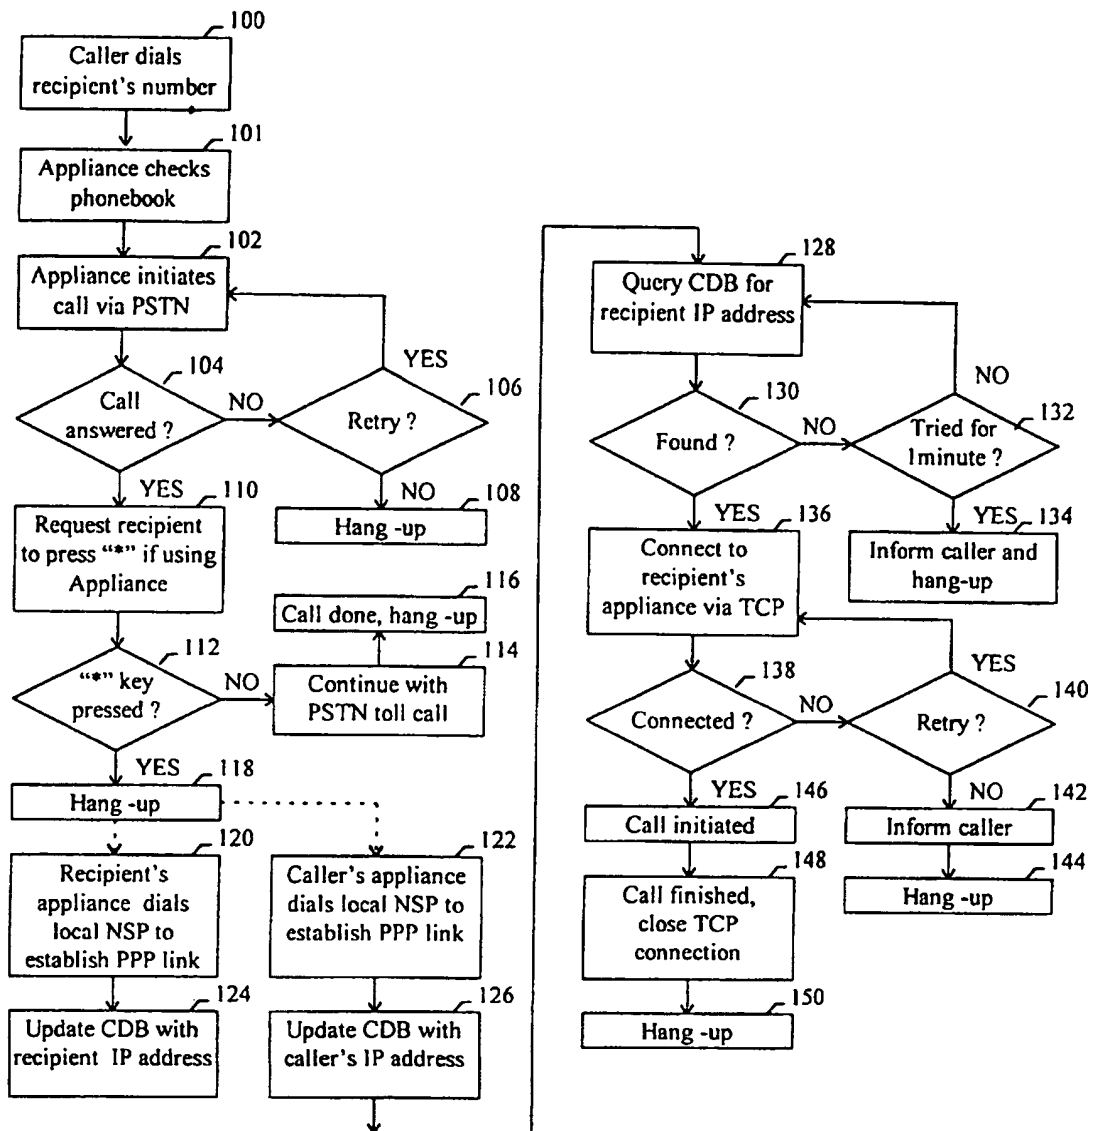 100
Caller dials
recipient's number
101
Appliance checks
phonebook
102
Appliance initiates
call via PSTN
104
Call
answered ?
NO
YES
106
Retry ?
YES
NO
108
Hang -up
110
Request recipient
to press “*” if using
Appliance
112
“*” key
pressed ?
NO
114
Continue with
PSTN toll call
116
Call done, hang -up
YES
118
Hang -up
120
Recipient's
appliance dials
local NSP to
establish PPP link
122
Caller's appliance
dials local NSP to
establish PPP link
124
Update CDB with
recipient IP address
126
Update CDB with
caller's IP address
128
Query CDB for
recipient IP address
130
Found ?
NO
NO
132
Tried for
1minute ?
YES
134
Inform caller and
hang-up
YES
136
Connect to
recipient's
appliance via TCP
138
Connected ?
NO
YES
140
Retry ?
NO
142
Inform caller
144
Hang -up
YES
146
Call initiated
148
Call finished,
close TCP
connection
150
Hang -up